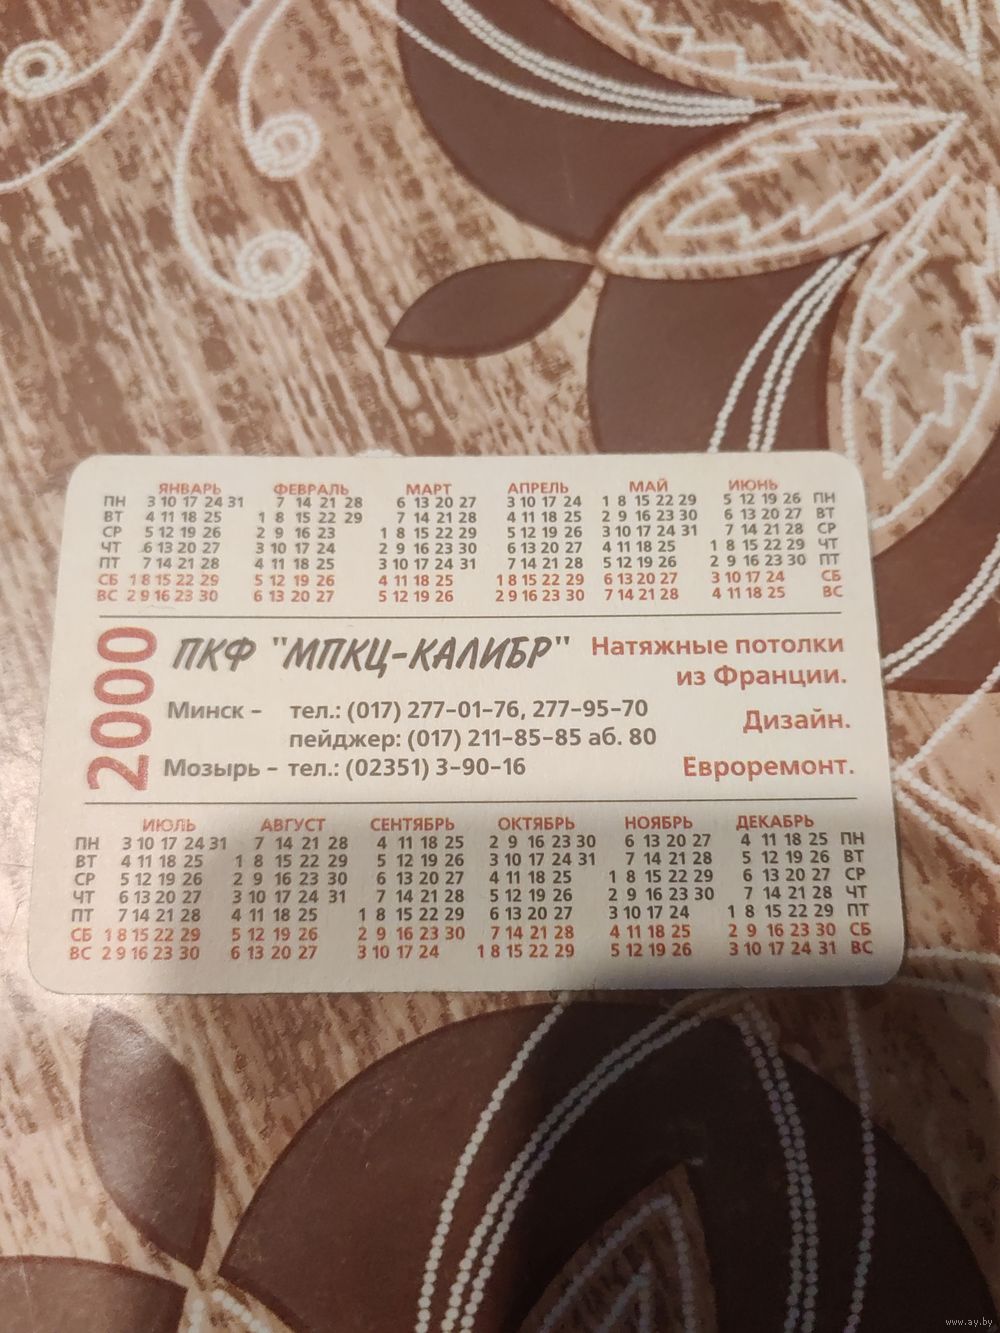 ЯНВАРЬ ФЕВРАЛЬ МАРТ АПРЕЛЬ МАЙ ИЮНЬ
ПН 3 10 17 24 31 7 14 21 28 6 13 20 27 3 10 17 24 1 8 15 22 29 5 12 19 26 ПН
ВТ 4 11 18 25 1 8 15 22 29 7 14 21 28 4 11 18 25 2 9 16 23 30 6 13 20 27 ВТ
СР 5 12 19 26 2 9 16 23 1 8 15 22 29 5 12 19 26 3 10 17 24 31 7 14 21 28 СР
ЧТ 6 13 20 27 3 10 17 24 2 9 16 23 30 6 13 20 27 4 11 18 25 1 8 15 22 29 ЧТ
ПТ 7 14 21 28 4 11 18 25 3 10 17 24 31 7 14 21 28 5 12 19 26 2 9 16 23 30 ПТ
СБ 1 8 15 22 29 5 12 19 26 4 11 18 25 1 8 15 22 29 6 13 20 27 3 10 17 24 СБ
ВС 2 9 16 23 30 6 13 20 27 5 12 19 26 2 9 16 23 30 7 14 21 28 4 11 18 25 ВС
2000
ПКФ "МПКЦ-КАЛИБР"
Минск – тел.: (017) 277-01-76, 277-95-70
пейджер: (017) 211-85-85 аб. 80
Мозырь – тел.: (02351) 3-90-16
Натяжные потолки
из Франции.
Дизайн.
Евроремонт.
ИЮЛЬ АВГУСТ СЕНТЯБРЬ ОКТЯБРЬ НОЯБРЬ ДЕКАБРЬ
ПН 3 10 17 24 31 7 14 21 28 4 11 18 25 2 9 16 23 30 6 13 20 27 4 11 18 25 ПН
ВТ 4 11 18 25 1 8 15 22 29 5 12 19 26 3 10 17 24 31 7 14 21 28 5 12 19 26 ВТ
СР 5 12 19 26 2 9 16 23 30 6 13 20 27 4 11 18 25 1 8 15 22 29 6 13 20 27 СР
ЧТ 6 13 20 27 3 10 17 24 31 7 14 21 28 5 12 19 26 2 9 16 23 30 7 14 21 28 ЧТ
ПТ 7 14 21 28 4 11 18 25 1 8 15 22 29 6 13 20 27 3 10 17 24 1 8 15 22 29 ПТ
СБ 1 8 15 22 29 5 12 19 26 2 9 16 23 30 7 14 21 28 4 11 18 25 2 9 16 23 30 СБ
ВС 2 9 16 23 30 6 13 20 27 3 10 17 24 1 8 15 22 29 5 12 19 26 3 10 17 24 31 ВС
www.ay.by